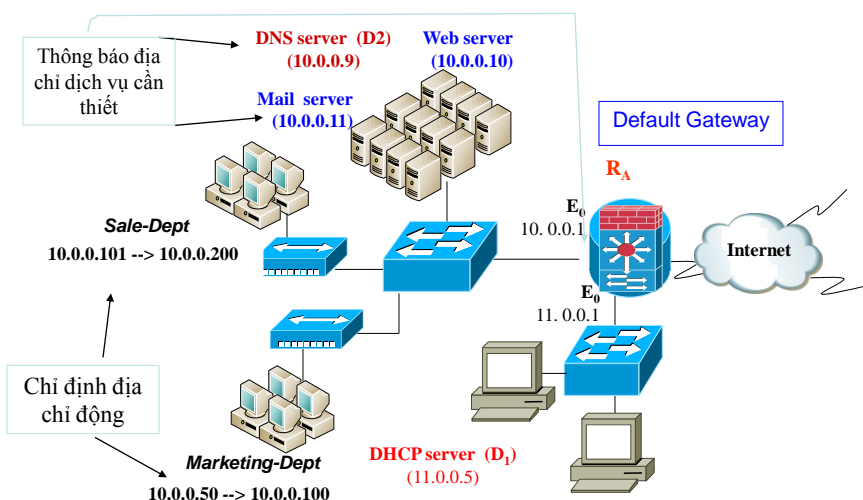 Thông báo địa
chỉ dịch vụ cần
thiết
DNS server (D2)
(10.0.0.9)
Web server
(10.0.0.10)
Mail server
(10.0.0.11)
Default Gateway
RA
E0
10. 0.0.1
Internet
E0
11. 0.0.1
Sale-Dept
10.0.0.101 --> 10.0.0.200
Chỉ định địa
chỉ động
Marketing-Dept
10.0.0.50 --> 10.0.0.100
DHCP server (D1)
(11.0.0.5)